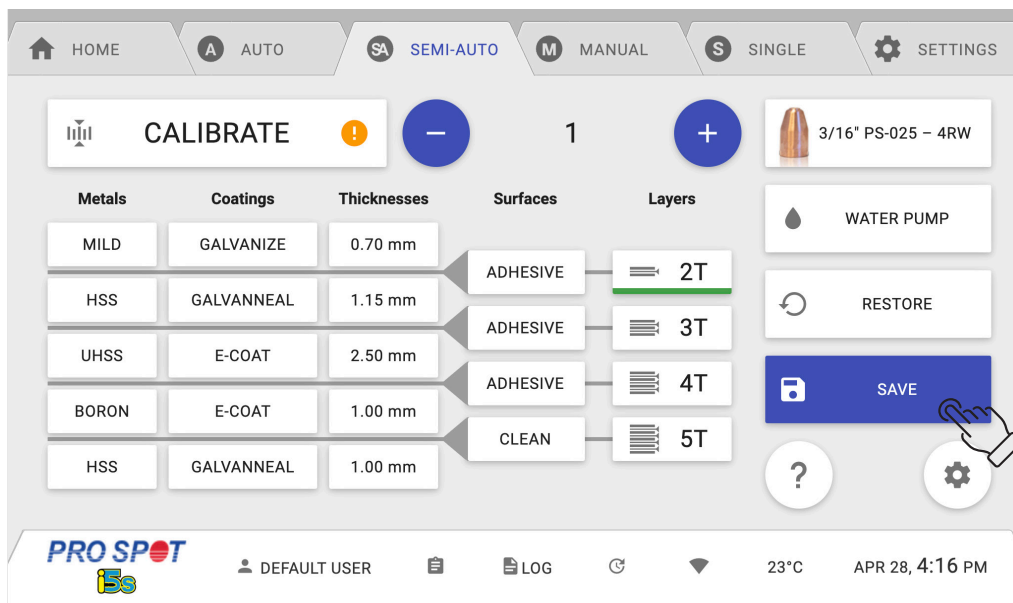 HOME
A AUTO
SA SEMI-AUTO
M MANUAL
S SINGLE
SETTINGS
CALIBRATE !
− 1 +
3/16" PS-025 – 4RW
Metals Coatings Thicknesses Surfaces Layers
WATER PUMP
MILD GALVANIZE 0.70 mm
ADHESIVE 2T
HSS GALVANNEAL 1.15 mm
RESTORE
ADHESIVE 3T
UHSS E-COAT 2.50 mm
ADHESIVE 4T
SAVE
BORON E-COAT 1.00 mm
CLEAN 5T
HSS GALVANNEAL 1.00 mm
?
PRO SPOT
i5s
DEFAULT USER
LOG
23°C
APR 28, 4:16 PM